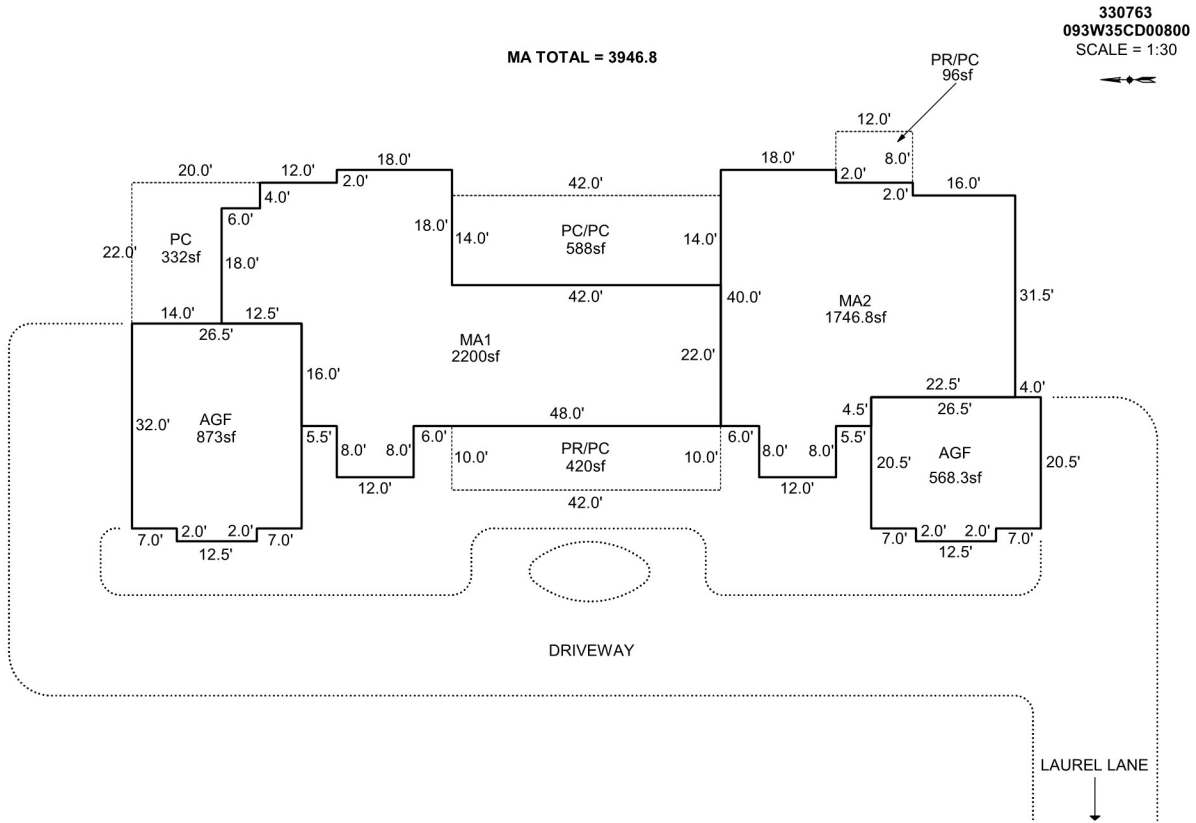 330763
093W35CD00800
SCALE = 1:30
MA TOTAL = 3946.8
PR/PC
96sf
12.0'
8.0'
20.0'
12.0'
18.0'
42.0'
18.0'
2.0'
16.0'
4.0'
2.0'
2.0'
6.0'
18.0'
14.0'
PC/PC
588sf
14.0'
PC
332sf
22.0'
18.0'
42.0'
40.0'
MA2
1746.8sf
31.5'
14.0'
12.5'
26.5'
MA1
2200sf
22.0'
16.0'
22.5'
4.0'
26.5'
32.0'
AGF
873sf
48.0'
4.5'
5.5'
8.0'
8.0'
6.0'
10.0'
PR/PC
420sf
10.0'
6.0'
8.0'
8.0'
5.5'
20.5'
AGF
568.3sf
20.5'
12.0'
42.0'
12.0'
7.0'
2.0'
2.0'
7.0'
12.5'
7.0'
2.0'
2.0'
7.0'
12.5'
DRIVEWAY
LAUREL LANE